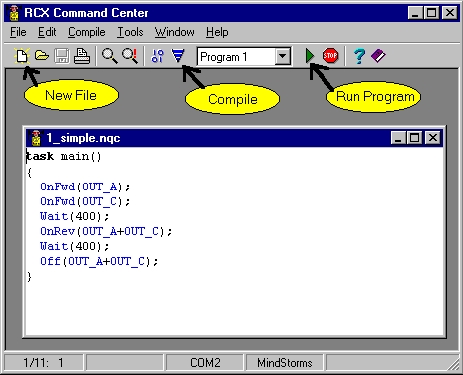 RCX Command Center
File Edit Compile Tools Window Help
Program 1
STOP
New File
Compile
Run Program
1_simple.nqc
task main()
{
OnFwd(OUT_A);
OnFwd(OUT_C);
Wait(400);
OnRev(OUT_A+OUT_C);
Wait(400);
Off(OUT_A+OUT_C);
}
1/11: 1 COM2 MindStorms